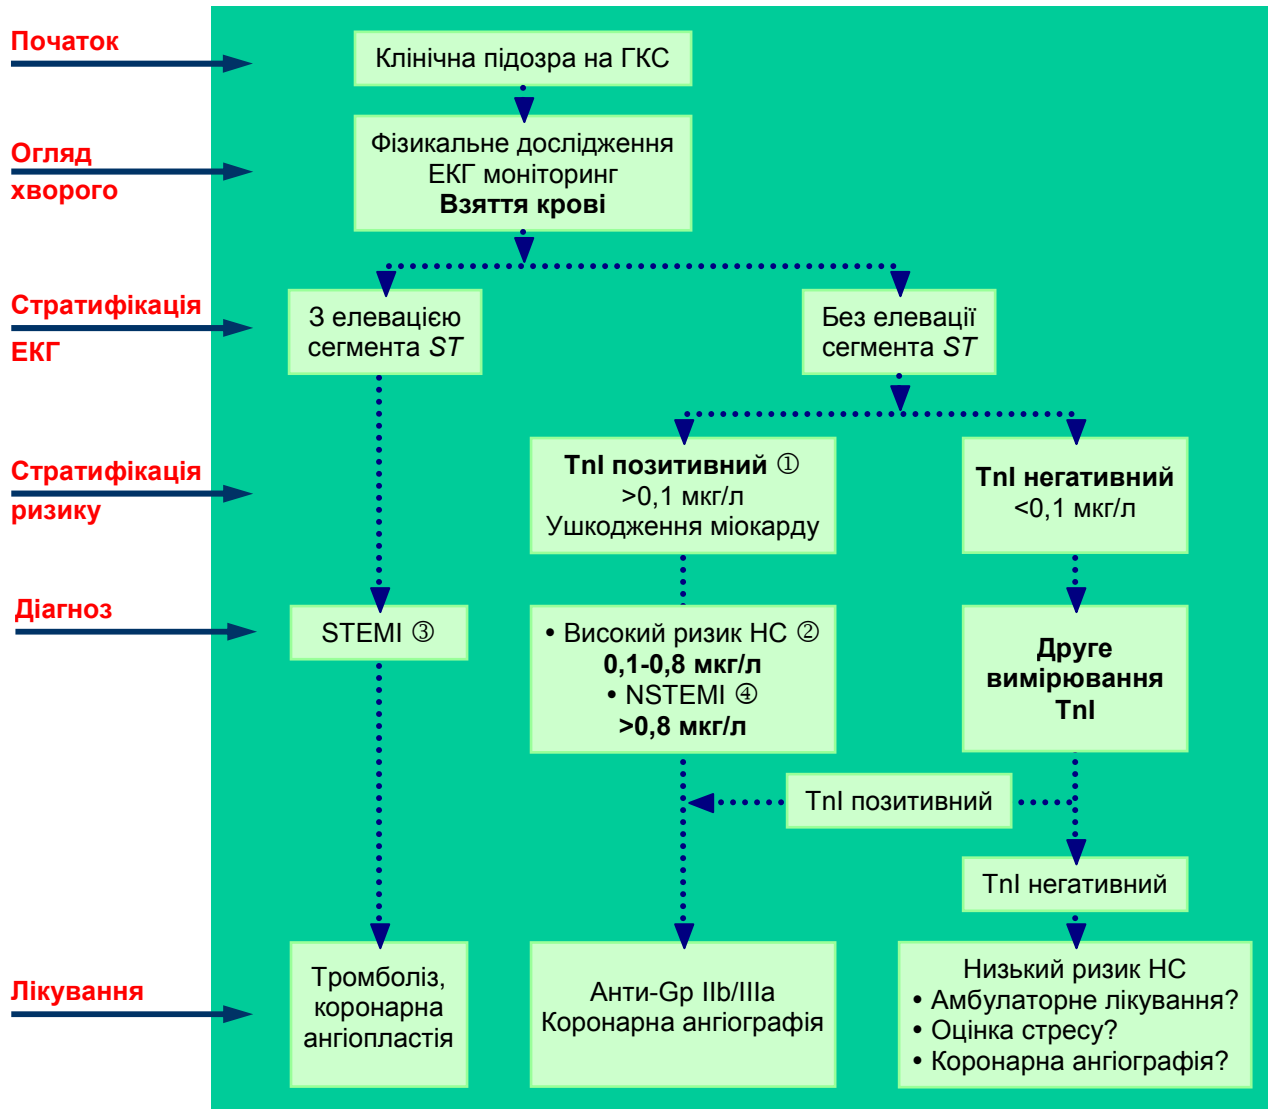 Початок
Клінічна підозра на ГКС
Огляд
хворого
Фізикальне дослідження
ЕКГ моніторинг
Взяття крові
Стратифікація
ЕКГ
З елевацією
сегмента ST
Без елевації
сегмента ST
Стратифікація
ризику
TnI позитивний ①
>0,1 мкг/л
Ушкодження міокарду
TnI негативний
<0,1 мкг/л
Діагноз
STEMI ③
• Високий ризик НС ②
0,1-0,8 мкг/л
• NSTEMI ④
>0,8 мкг/л
Друге
вимірювання
TnI
TnI позитивний
TnI негативний
Лікування
Тромболіз,
коронарна
ангіопластія
Анти-Gp IIb/IIIa
Коронарна ангіографія
Низький ризик НС
• Амбулаторне лікування?
• Оцінка стресу?
• Коронарна ангіографія?